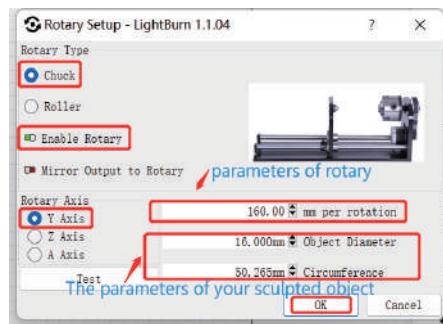 Rotary Setup - LightBurn 1.1.04 ? ×
Rotary Type
Chuck
Roller
Enable Rotary
Mirror Output to Rotary
parameters of rotary
Rotary Axis
Y Axis 160.00 mm per rotation
Z Axis 16.000mm Object Diameter
A Axis
Test 50.265mm Circumference
The parameters of your sculpted object
OK Cancel